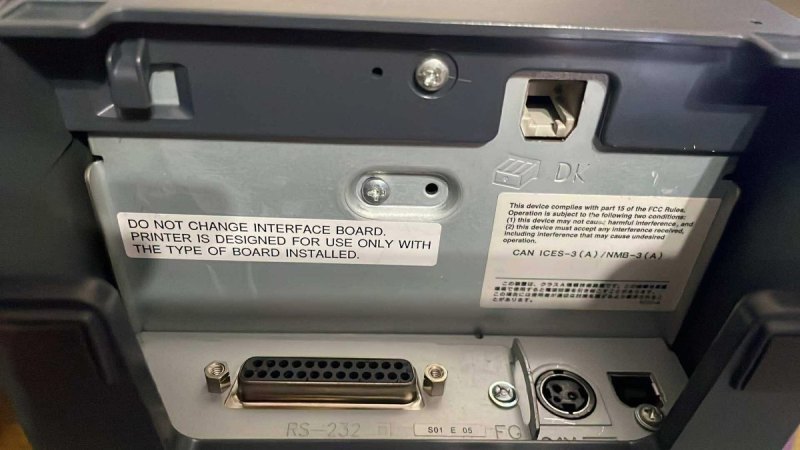 DK
This device complies with part 15 of the FCC Rules.
Operation is subject to the following two conditions:
(1) this device may not cause harmful interference, and
(2) this device must accept any interference received,
including interference that may cause undesired
operation.
CAN ICES-3(A)/NMB-3(A)
DO NOT CHANGE INTERFACE BOARD.
PRINTER IS DESIGNED FOR USE ONLY WITH
THE TYPE OF BOARD INSTALLED.
RS-232
S01 E 05
FG